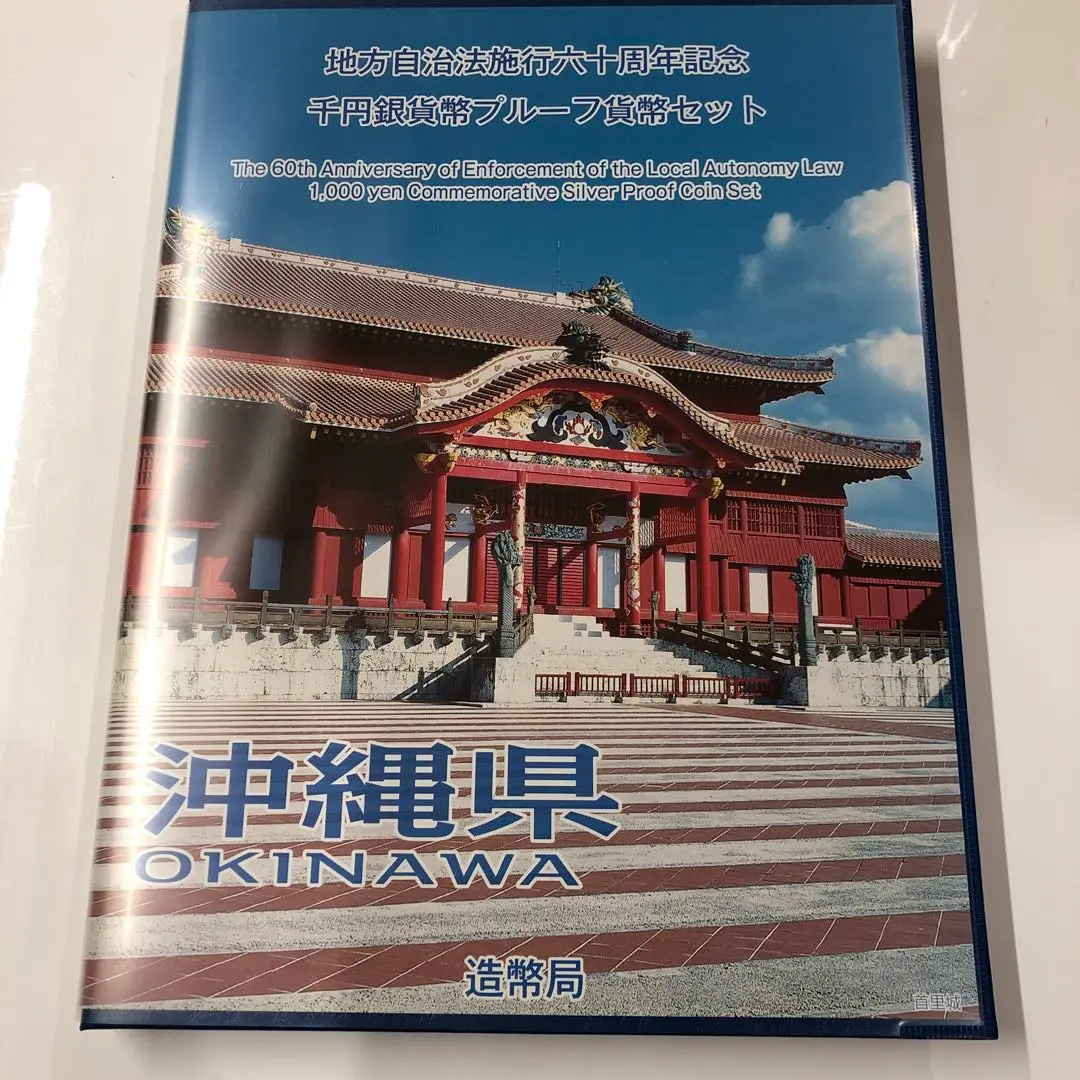 地方自治法施行六十周年記念
千円銀貨幣プルーフ貨幣セット
The 60th Anniversary of Enforcement of the Local Autonomy Law
1,000 yen Commemorative Silver Proof Coin Set
沖縄県
OKINAWA
造幣局
首里城